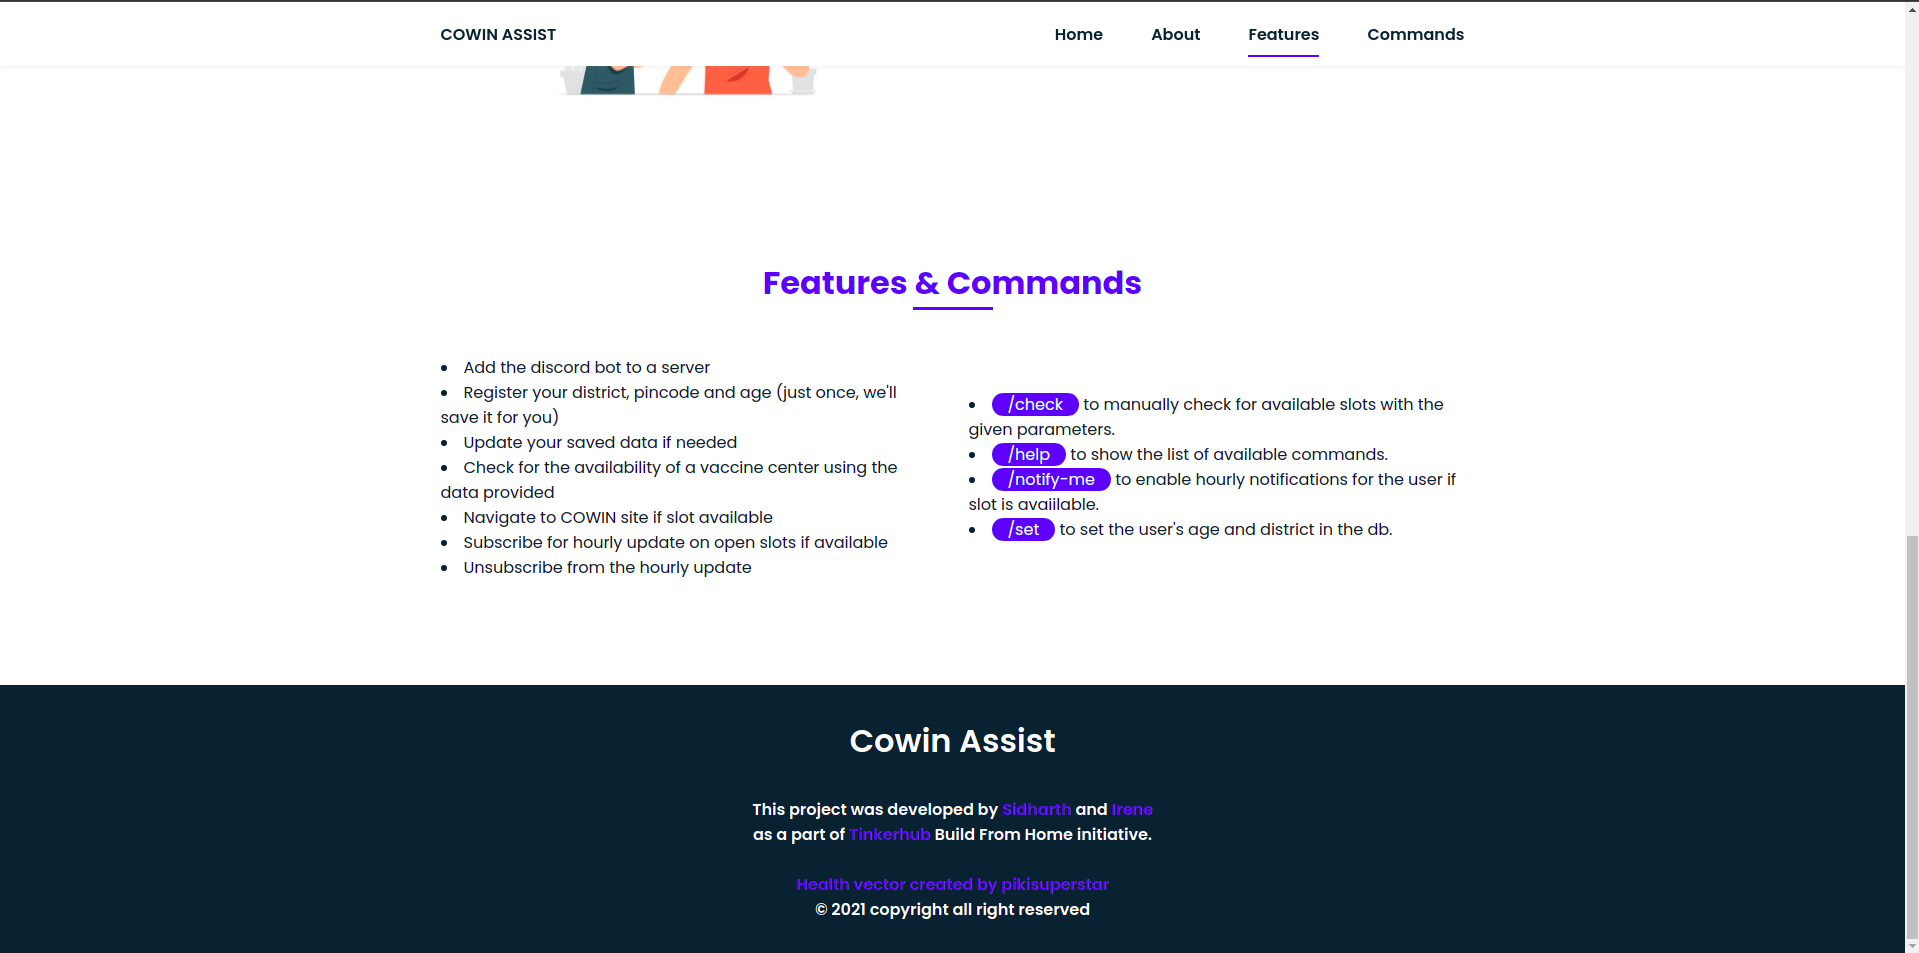 COWIN ASSIST
Home
About
Features
Commands
Features & Commands
Add the discord bot to a server
Register your district, pincode and age (just once, we'll
save it for you)
Update your saved data if needed
Check for the availability of a vaccine center using the
data provided
Navigate to COWIN site if slot available
Subscribe for hourly update on open slots if available
Unsubscribe from the hourly update
/check to manually check for available slots with the
given parameters.
/help to show the list of available commands.
/notify-me to enable hourly notifications for the user if
slot is avaiilable.
/set to set the user's age and district in the db.
Cowin Assist
This project was developed by Sidharth and Irene
as a part of Tinkerhub Build From Home initiative.
Health vector created by pikisuperstar
© 2021 copyright all right reserved